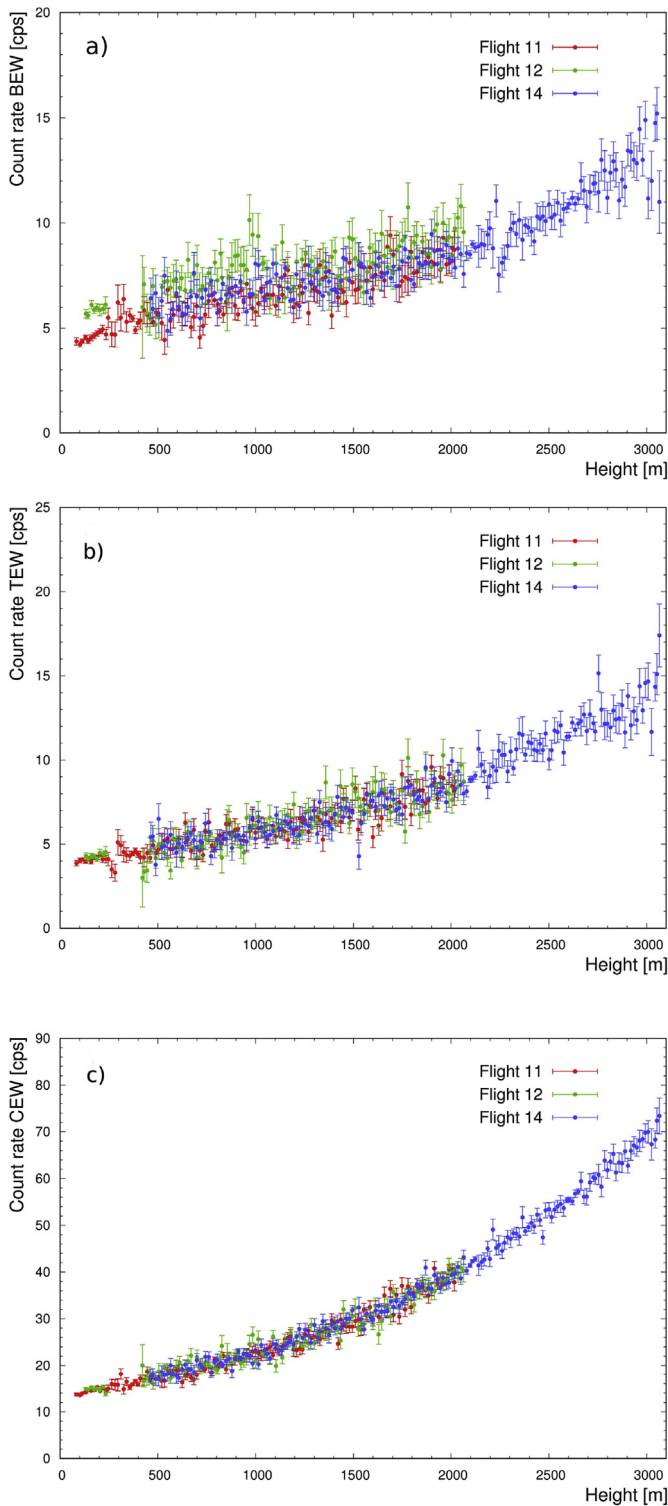 Count rate BEW [cps]
a)
Flight 11
Flight 12
Flight 14
20
15
10
5
0
0 500 1000 1500 2000 2500 3000
Height [m]
Count rate TEW [cps]
b)
Flight 11
Flight 12
Flight 14
25
20
15
10
5
0
0 500 1000 1500 2000 2500 3000
Height [m]
Count rate CEW [cps]
c)
Flight 11
Flight 12
Flight 14
90
80
70
60
50
40
30
20
10
0
0 500 1000 1500 2000 2500 3000
Height [m]